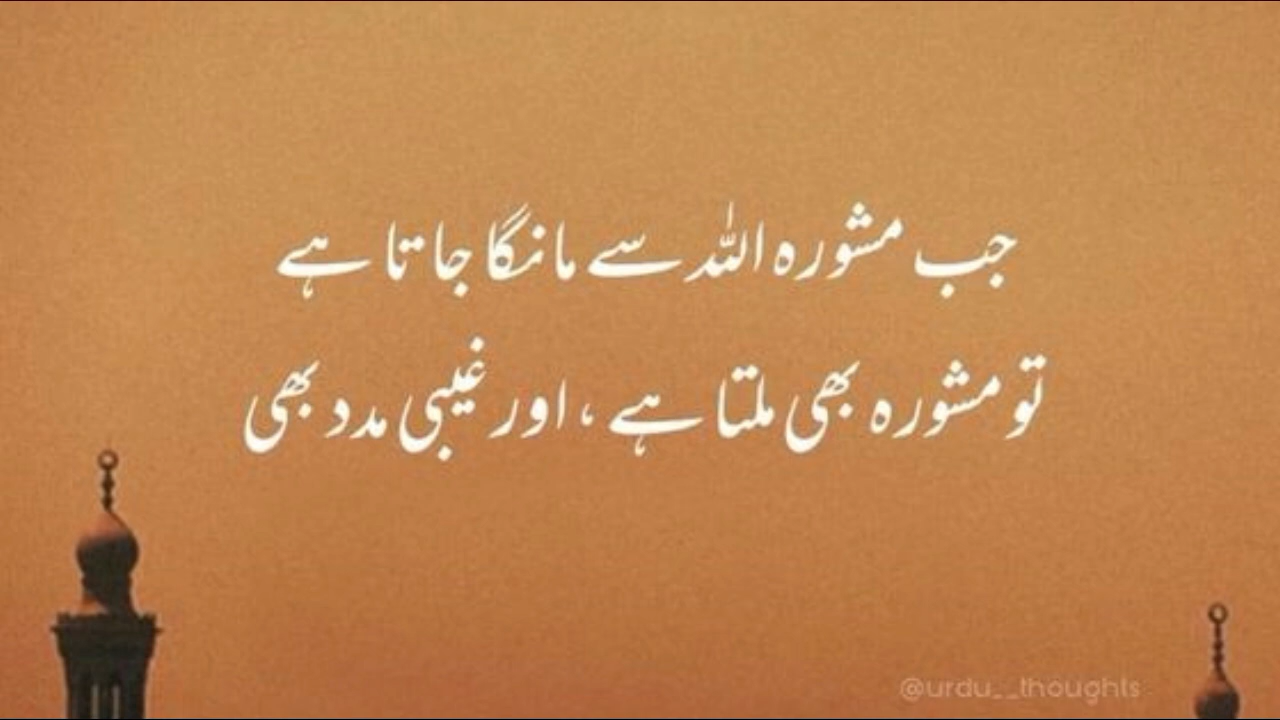 جب مشورہ اللہ سے مانگا جاتا ہے
تو مشورہ بھی ملتا ہے ، اور غیبی مدد بھی
@urdu__thoughts